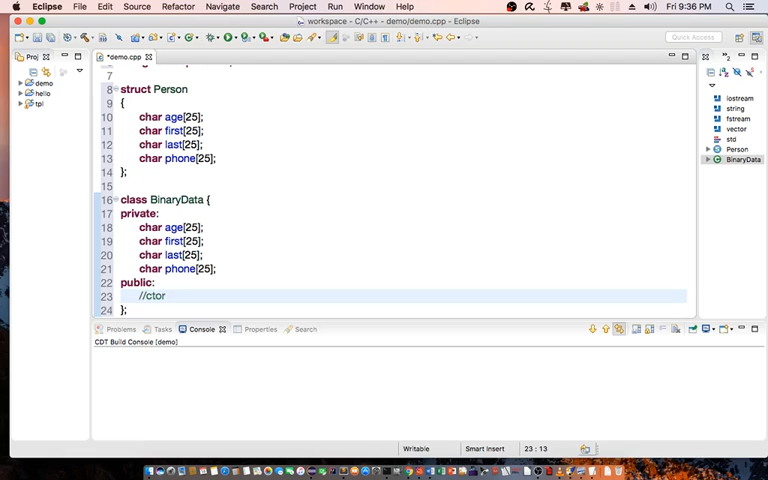 Eclipse File Edit Source Refactor Navigate Search Project Run Window Help Fri 9:36 PM
workspace - C/C++ - demo/demo.cpp - Eclipse
Quick Access
Proj
*demo.cpp
demo
hello
tpl
7
8 struct Person
9 {
10 char age[25];
11 char first[25];
12 char last[25];
13 char phone[25];
14 };
15
16 class BinaryData {
17 private:
18 char age[25];
19 char first[25];
20 char last[25];
21 char phone[25];
22 public:
23 //ctor
24 };
iostream
string
fstream
vector
std
Person
BinaryData
Problems Tasks Console Properties Search
CDT Build Console [demo]
Writable Smart Insert 23 : 13